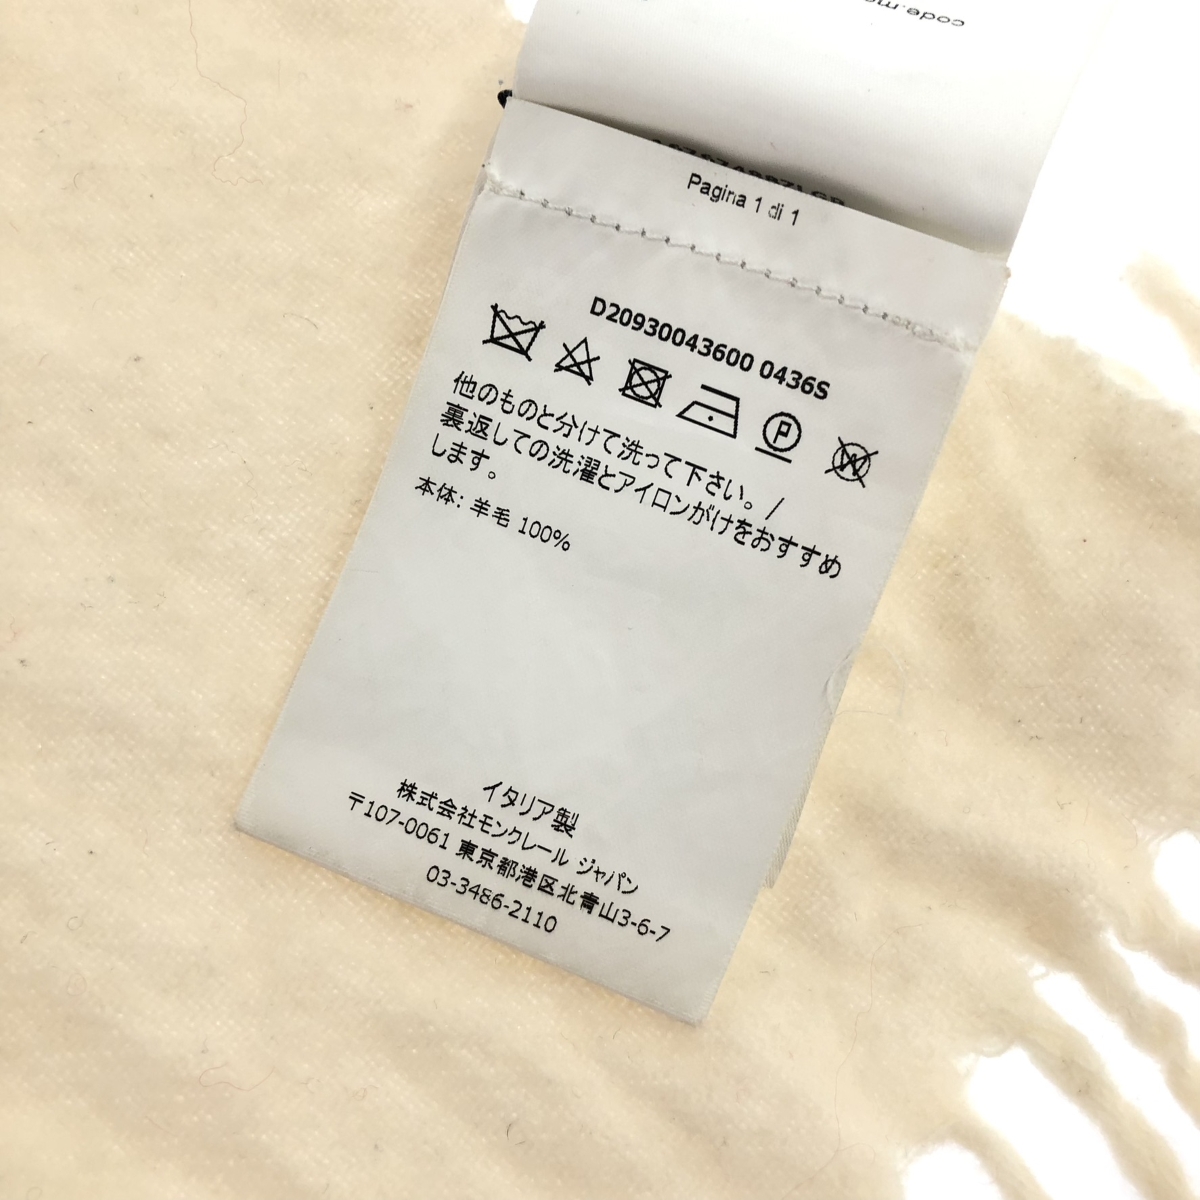 Pagina 1 di 1
D20930043600 0436S
他のものと分けて洗って下さい。/
裏返しての洗濯とアイロンがけをおすすめ
します。
本体: 羊毛 100%
イタリア製
株式会社モンクレール ジャパン
〒107-0061 東京都港区北青山3-6-7
03-3486-2110